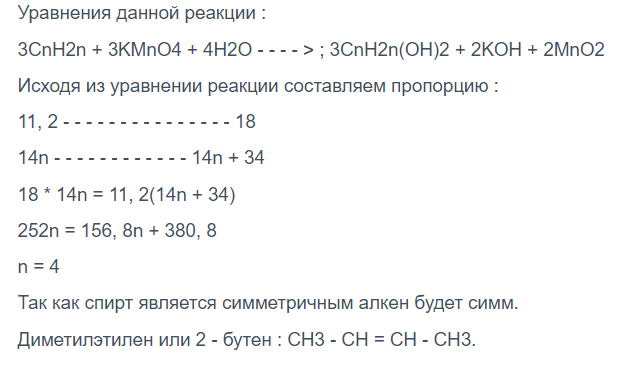 Уравнения данной реакции :
3CnH2n + 3KMnO4 + 4H2O - - - - > ; 3CnH2n(OH)2 + 2KOH + 2MnO2
Исходя из уравнении реакции составляем пропорцию :
11, 2 - - - - - - - - - - - - - - - 18
14n - - - - - - - - - - - - 14n + 34
18 * 14n = 11, 2(14n + 34)
252n = 156, 8n + 380, 8
n = 4
Так как спирт является симметричным алкен будет симм.
Диметилэтилен или 2 - бутен : CH3 - CH = CH - CH3.